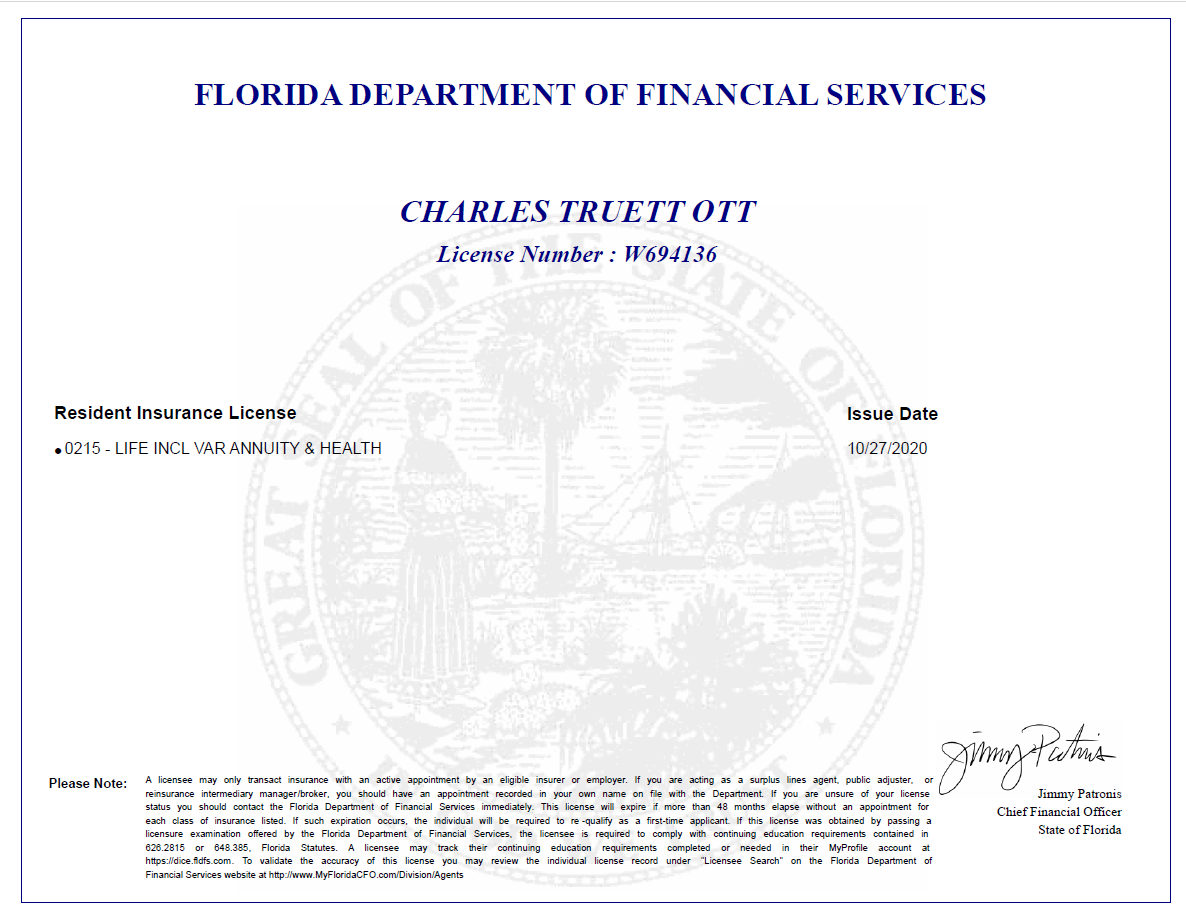 FLORIDA DEPARTMENT OF FINANCIAL SERVICES
CHARLES TRUETT OTT
License Number : W694136
GREAT SEAL OF THE STATE OF FLORIDA
Resident Insurance License
Issue Date
• 0215 - LIFE INCL VAR ANNUITY & HEALTH
10/27/2020
Jimmy Patronis
Please Note:
A licensee may only transact insurance with an active appointment by an eligible insurer or employer. If you are acting as a surplus lines agent, public adjuster, or
reinsurance intermediary manager/broker, you should have an appointment recorded in your own name on file with the Department. If you are unsure of your license
status you should contact the Florida Department of Financial Services immediately. This license will expire if more than 48 months elapse without an appointment for
each class of insurance listed. If such expiration occurs, the individual will be required to re-qualify as a first-time applicant. If this license was obtained by passing a
licensure examination offered by the Florida Department of Financial Services, the licensee is required to comply with continuing education requirements contained in
626.2815 or 648.385, Florida Statutes. A licensee may track their continuing education requirements completed or needed in their MyProfile account at
https://dice.fldfs.com. To validate the accuracy of this license you may review the individual license record under "Licensee Search" on the Florida Department of
Financial Services website at http://www.MyFloridaCFO.com/Division/Agents
Jimmy Patronis
Chief Financial Officer
State of Florida